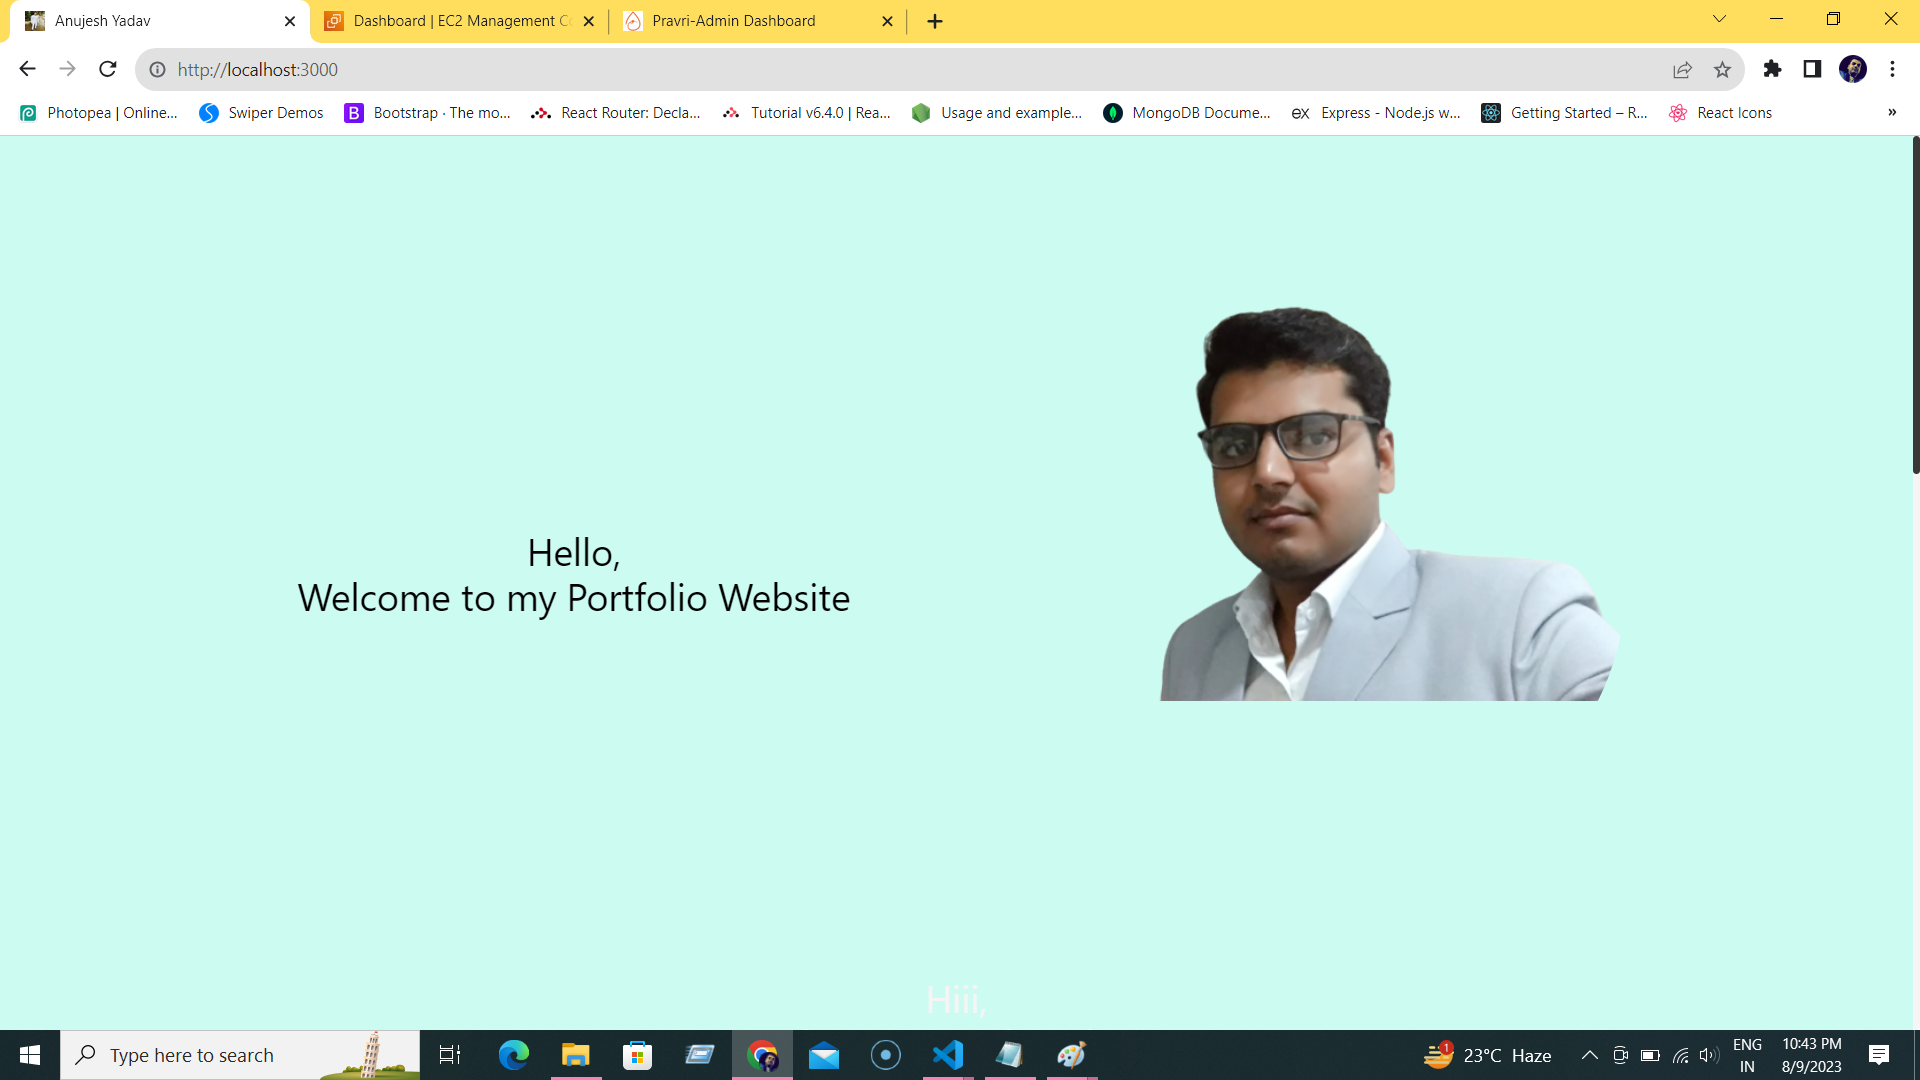 Anujesh Yadav
Dashboard | EC2 Management Co
Pravri-Admin Dashboard
http://localhost:3000
Photopea | Online...
Swiper Demos
B
Bootstrap · The mo...
React Router: Decla...
Tutorial v6.4.0 | Rea...
Usage and example...
MongoDB Docume...
ex
Express - Node.js w...
Getting Started – R...
React Icons
»
Hello,
Welcome to my Portfolio Website
Hiii,
Type here to search
1
23°C Haze
ENG
IN
10:43 PM
8/9/2023